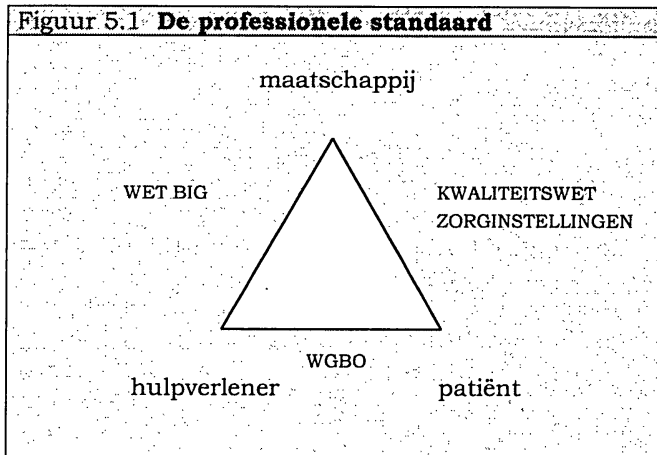 Figuur 5.1 De professionele standaard
maatschappij
WET BIG
KWALITEITSWET
ZORGINSTELLINGEN
WGBO
hulpverlener
patiënt